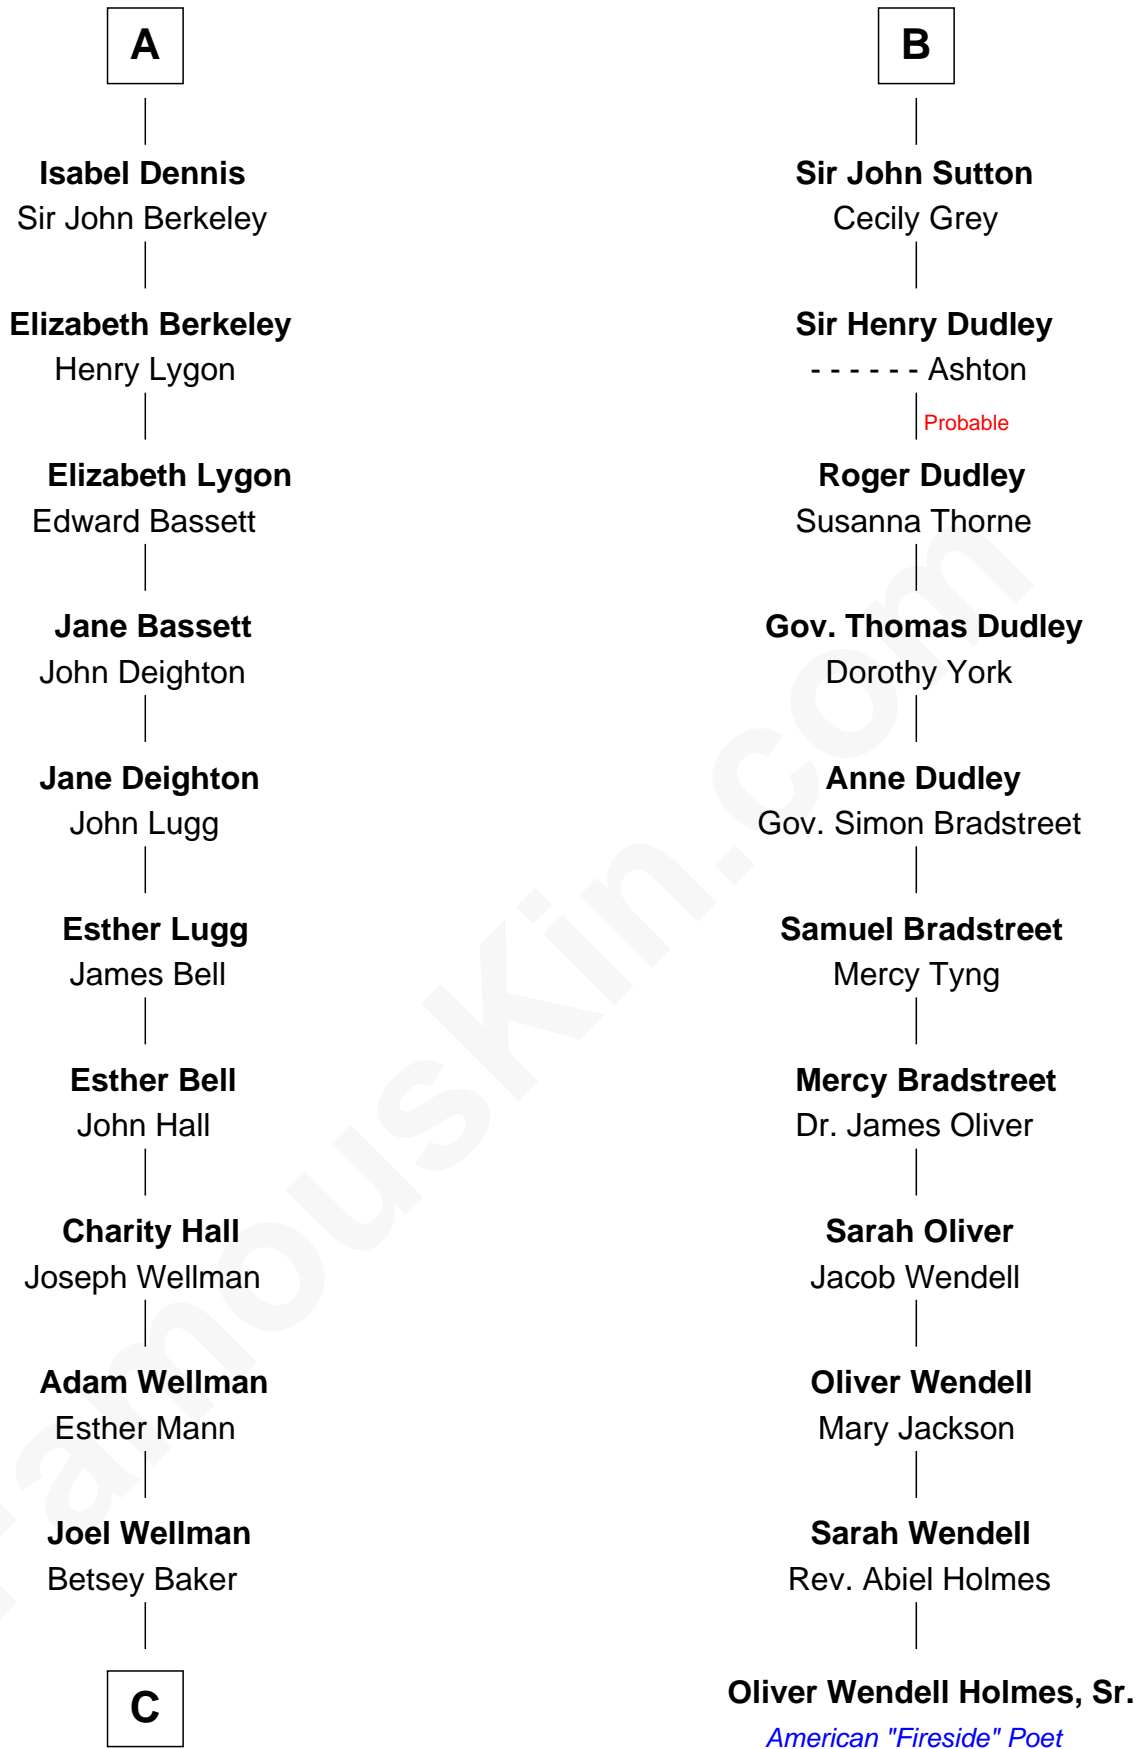 A
Isabel Dennis
Sir John Berkeley
Elizabeth Berkeley
Henry Lygon
Elizabeth Lygon
Edward Bassett
Jane Bassett
John Deighton
Jane Deighton
John Lugg
Esther Lugg
James Bell
Esther Bell
John Hall
Charity Hall
Joseph Wellman
Adam Wellman
Esther Mann
Joel Wellman
Betsey Baker
C
B
Sir John Sutton
Cecily Grey
Sir Henry Dudley
- - - - - - Ashton
Probable
Roger Dudley
Susanna Thorne
Gov. Thomas Dudley
Dorothy York
Anne Dudley
Gov. Simon Bradstreet
Samuel Bradstreet
Mercy Tyng
Mercy Bradstreet
Dr. James Oliver
Sarah Oliver
Jacob Wendell
Oliver Wendell
Mary Jackson
Sarah Wendell
Rev. Abiel Holmes
Oliver Wendell Holmes, Sr.
American "Fireside" Poet
FamousKin.com